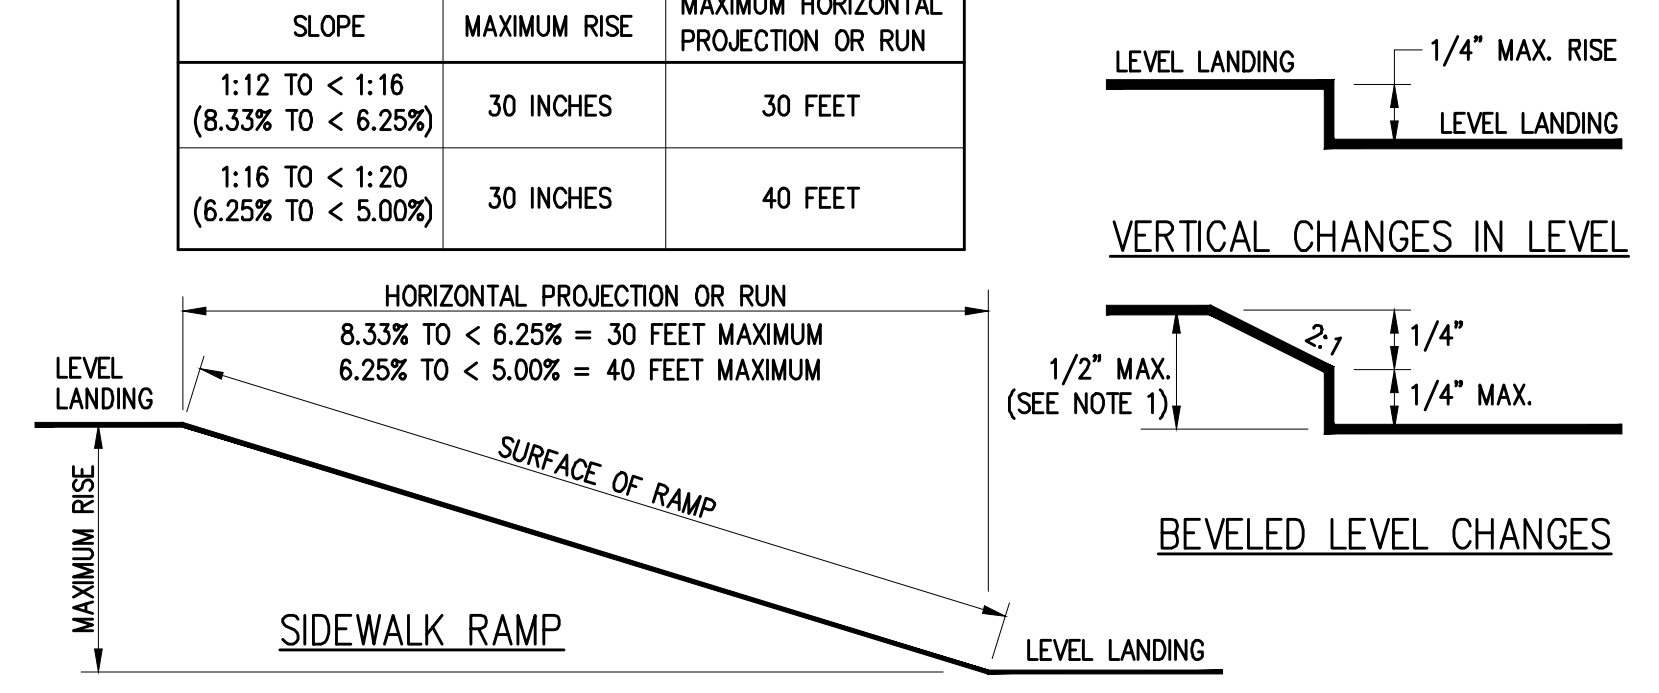 SLOPE
MAXIMUM RISE
MAXIMUM HORIZONTAL
PROJECTION OR RUN
1:12 TO < 1:16
(8.33% TO < 6.25%)
30 INCHES
30 FEET
1:16 TO < 1:20
(6.25% TO < 5.00%)
30 INCHES
40 FEET
HORIZONTAL PROJECTION OR RUN
8.33% TO < 6.25% = 30 FEET MAXIMUM
6.25% TO < 5.00% = 40 FEET MAXIMUM
LEVEL
LANDING
MAXIMUM RISE
SURFACE OF RAMP
SIDEWALK RAMP
LEVEL LANDING
LEVEL LANDING
1/4" MAX. RISE
LEVEL LANDING
VERTICAL CHANGES IN LEVEL
2:1
1/4"
1/2" MAX.
(SEE NOTE 1)
1/4" MAX.
BEVELED LEVEL CHANGES